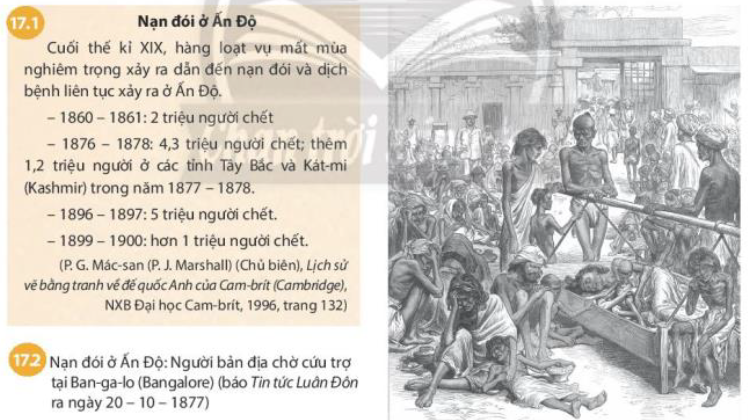 17.1
Nạn đói ở Ấn Độ
Cuối thế kỉ XIX, hàng loạt vụ mất mùa
nghiêm trọng xảy ra dẫn đến nạn đói và dịch
bệnh liên tục xảy ra ở Ấn Độ.
– 1860 – 1861: 2 triệu người chết
– 1876 – 1878: 4,3 triệu người chết; thêm
1,2 triệu người ở các tỉnh Tây Bắc và Kát-mi
(Kashmir) trong năm 1877 – 1878.
– 1896 – 1897: 5 triệu người chết.
– 1899 – 1900: hơn 1 triệu người chết.
(P. G. Mác-san (P. J. Marshall) (Chủ biên), Lịch sử
vẽ bằng tranh về đế quốc Anh của Cam-brít (Cambridge),
NXB Đại học Cam-brít, 1996, trang 132)
17.2
Nạn đói ở Ấn Độ: Người bản địa chờ cứu trợ
tại Ban-ga-lo (Bangalore) (báo Tin tức Luân Đôn
ra ngày 20 – 10 – 1877)
Chân trời